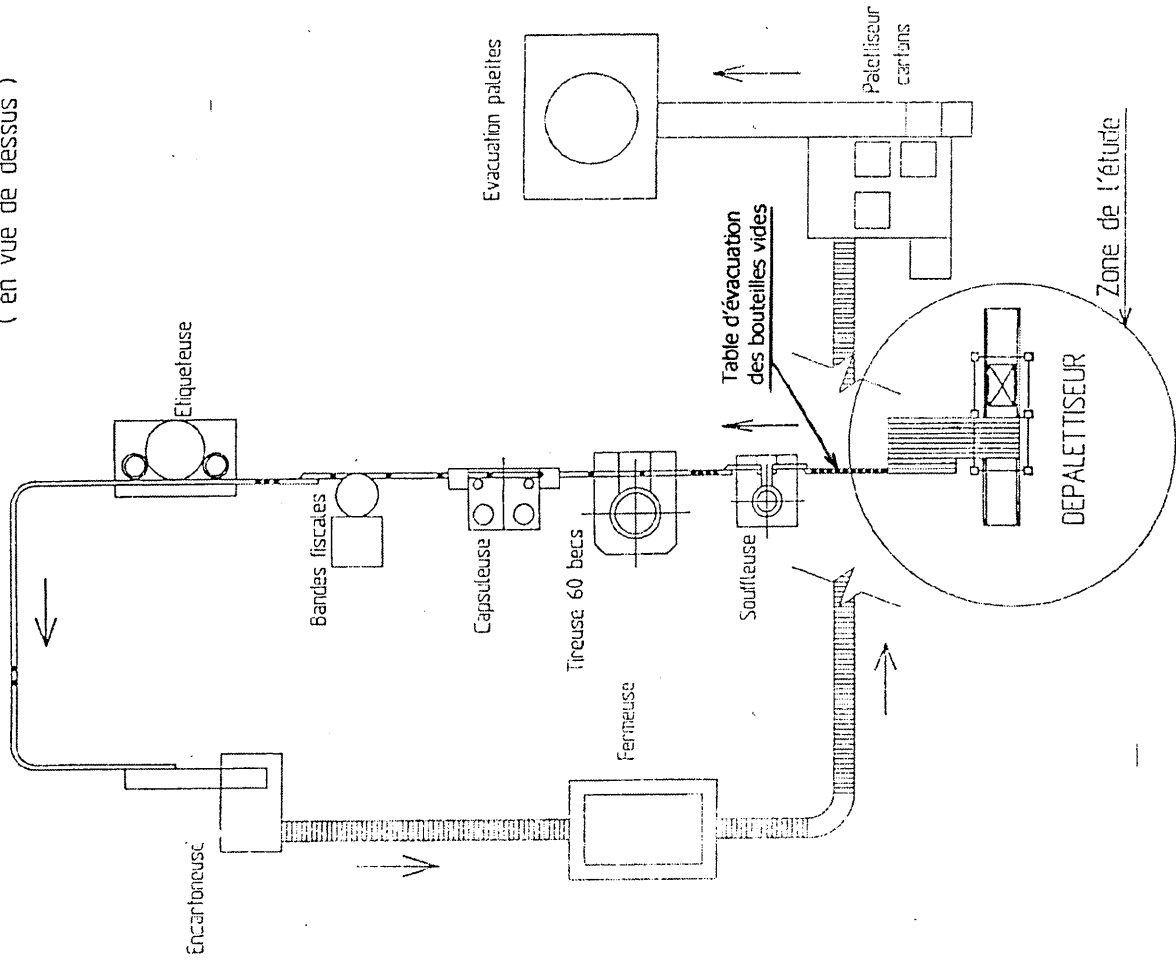 ( en vue de dessus )
Evacuation palettes
Palettiseur
cartons
Zone de l'étude
Table d'évacuation
des bouteilles vides
DEPALETTISEUR
Etiqueteuse
Bandes fiscales
Capsuleuse
Tireuse 60 becs
Souffleuse
Fermeuse
Encartoneuse